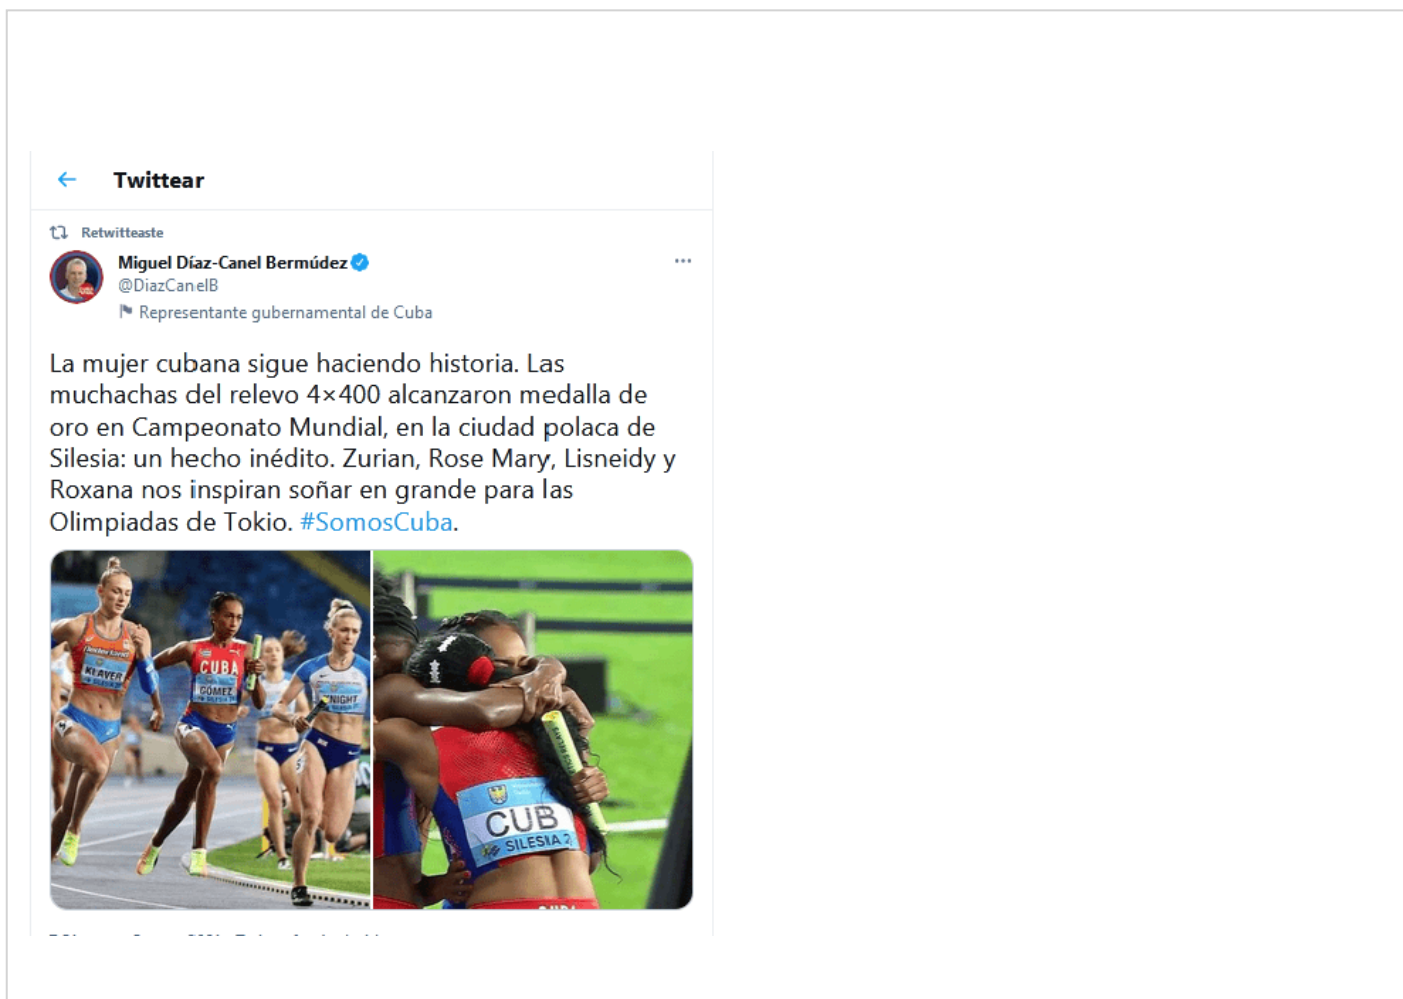 Twittear
Retwitteaste
Miguel Díaz-Canel Bermúdez
@DiazCanelB
Representante gubernamental de Cuba
La mujer cubana sigue haciendo historia. Las
muchachas del relevo 4×400 alcanzaron medalla de
oro en Campeonato Mundial, en la ciudad polaca de
Silesia: un hecho inédito. Zurian, Rose Mary, Lisneidy y
Roxana nos inspiran soñar en grande para las
Olimpiadas de Tokio. #SomosCuba.
KLAVER
CUBA
GÓMEZ
SILESIA 2
NIGHT
CUB
SILESIA 2